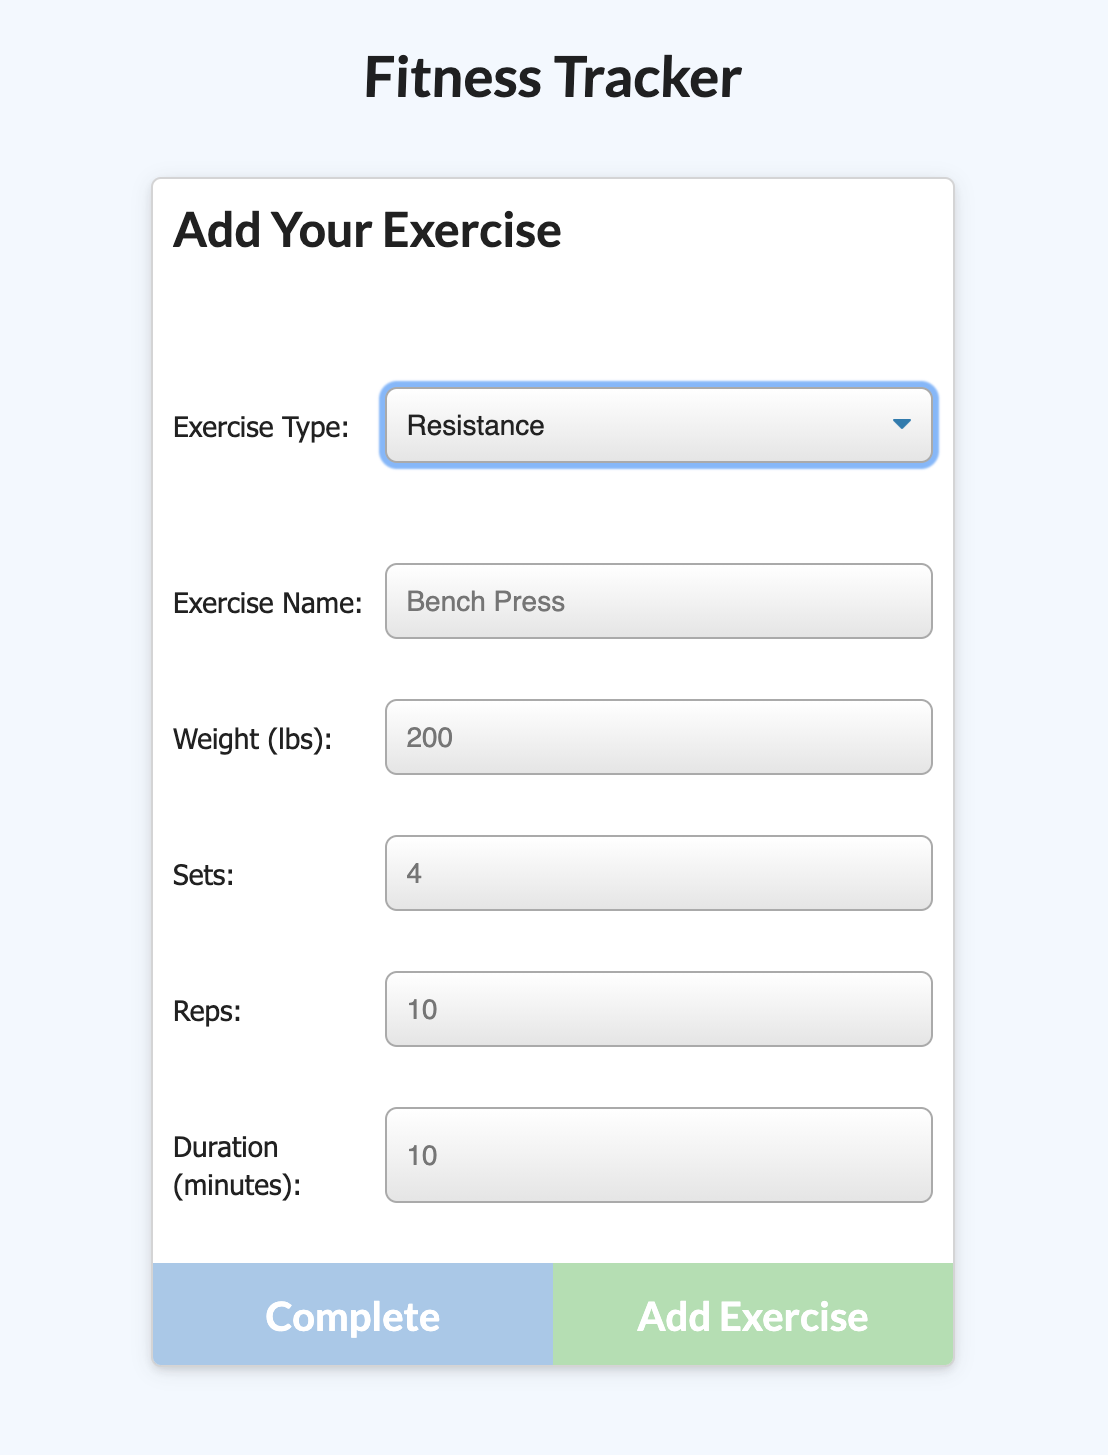 Fitness Tracker
Add Your Exercise
Exercise Type: Resistance
Exercise Name: Bench Press
Weight (lbs): 200
Sets: 4
Reps: 10
Duration
(minutes): 10
Complete Add Exercise